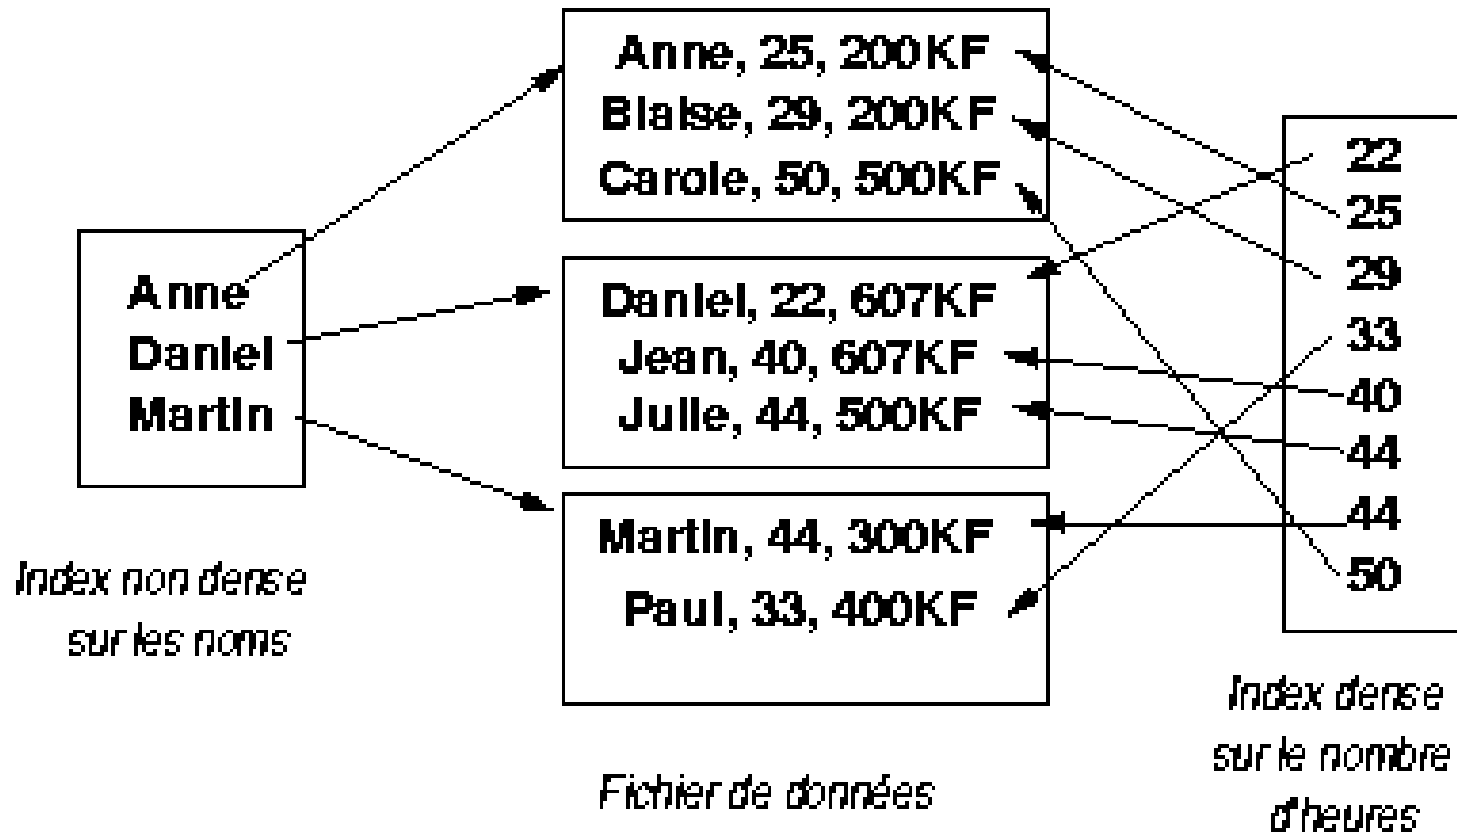 Anne
Daniel
Martin
Index non dense
sur les noms
Anne, 25, 200KF
Blaise, 29, 200KF
Carole, 50, 500KF
Daniel, 22, 607KF
Jean, 40, 607KF
Julie, 44, 500KF
Martin, 44, 300KF
Paul, 33, 400KF
Fichier de données
22
25
29
33
40
44
44
50
Index dense
sur le nombre
d'heures